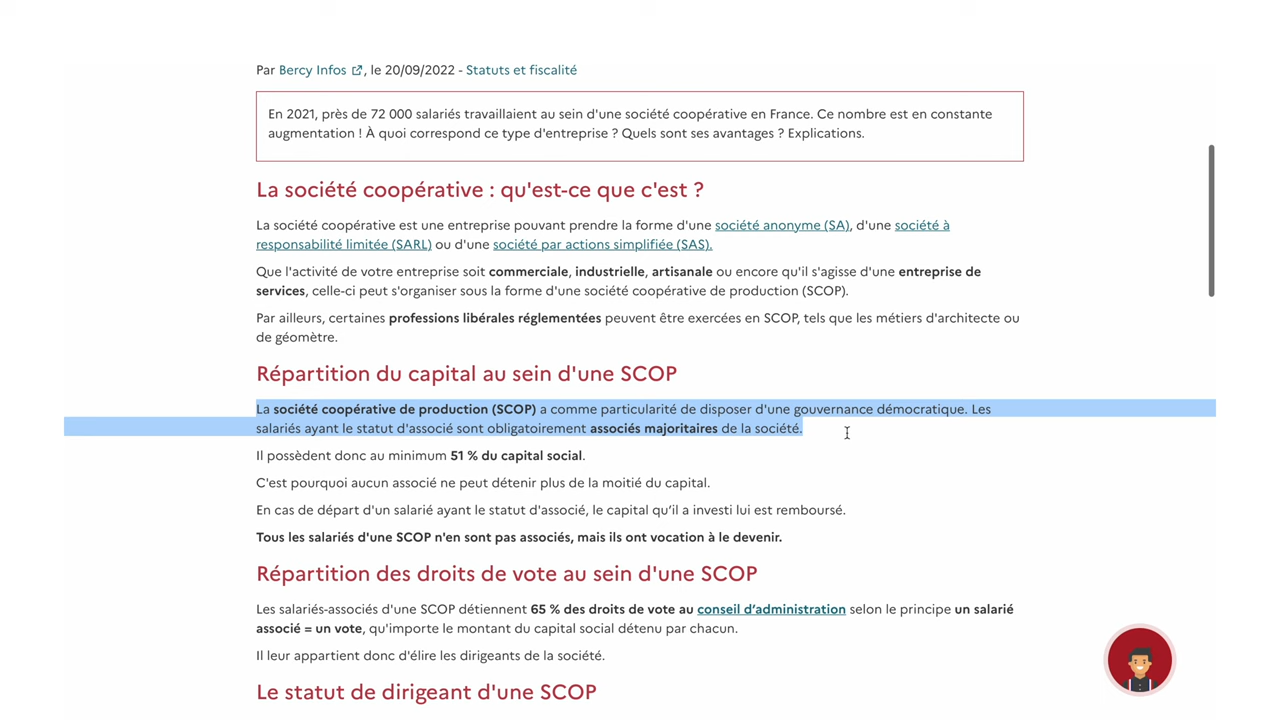 Par Bercy Infos , le 20/09/2022 - Statuts et fiscalité
En 2021, près de 72 000 salariés travaillaient au sein d'une société coopérative en France. Ce nombre est en constante
augmentation ! À quoi correspond ce type d'entreprise ? Quels sont ses avantages ? Explications.
La société coopérative : qu'est-ce que c'est ?
La société coopérative est une entreprise pouvant prendre la forme d'une société anonyme (SA), d'une société à
responsabilité limitée (SARL) ou d'une société par actions simplifiée (SAS).
Que l'activité de votre entreprise soit commerciale, industrielle, artisanale ou encore qu'il s'agisse d'une entreprise de
services, celle-ci peut s'organiser sous la forme d'une société coopérative de production (SCOP).
Par ailleurs, certaines professions libérales réglementées peuvent être exercées en SCOP, tels que les métiers d'architecte ou
de géomètre.
Répartition du capital au sein d'une SCOP
La société coopérative de production (SCOP) a comme particularité de disposer d'une gouvernance démocratique. Les
salariés ayant le statut d'associé sont obligatoirement associés majoritaires de la société.
Il possèdent donc au minimum 51 % du capital social.
C'est pourquoi aucun associé ne peut détenir plus de la moitié du capital.
En cas de départ d'un salarié ayant le statut d'associé, le capital qu’il a investi lui est remboursé.
Tous les salariés d'une SCOP n'en sont pas associés, mais ils ont vocation à le devenir.
Répartition des droits de vote au sein d'une SCOP
Les salariés-associés d'une SCOP détiennent 65 % des droits de vote au conseil d’administration selon le principe un salarié
associé = un vote, qu'importe le montant du capital social détenu par chacun.
Il leur appartient donc d'élire les dirigeants de la société.
Le statut de dirigeant d'une SCOP